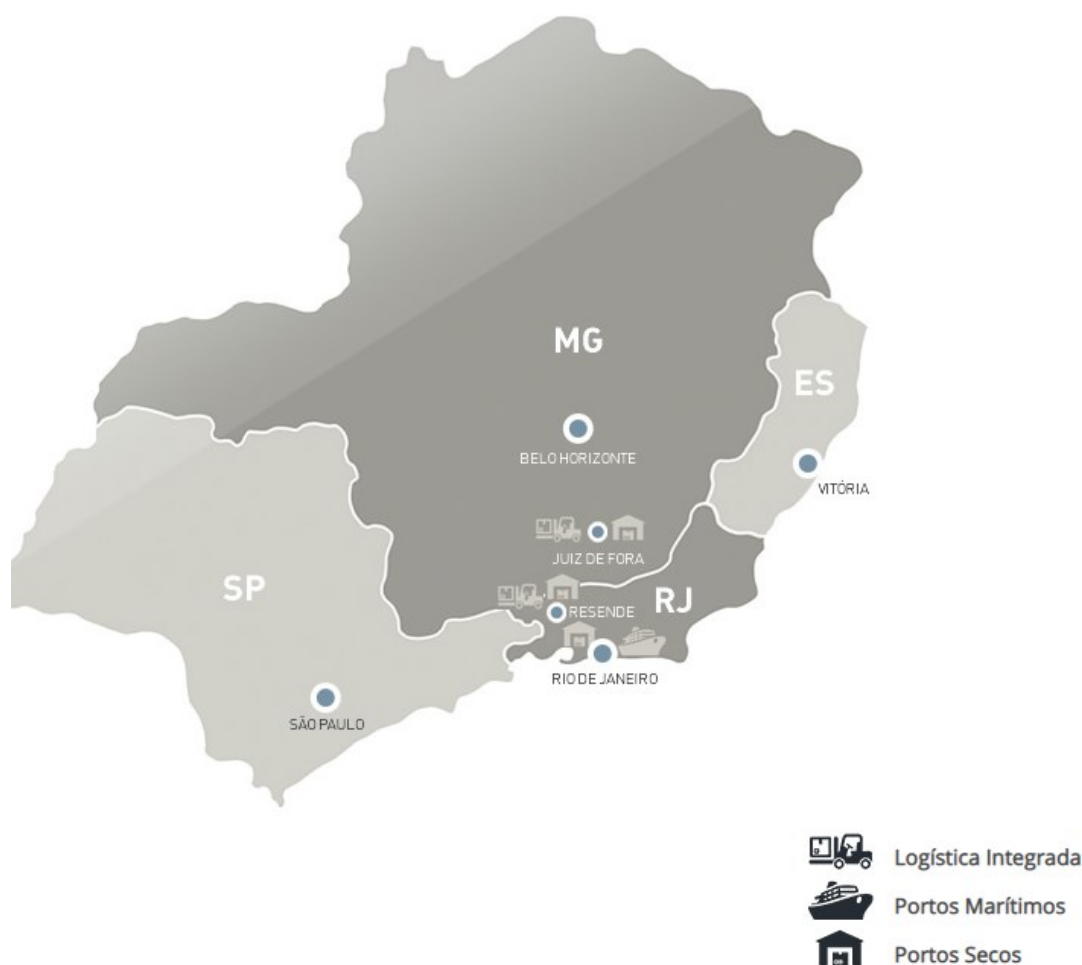 MG
ES
BELO HORIZONTE
VITÓRIA
JUIZ DE FORA
SP
RJ
RESENDE
RIO DE JANEIRO
SÃO PAULO
Logística Integrada
Portos Marítimos
Portos Secos